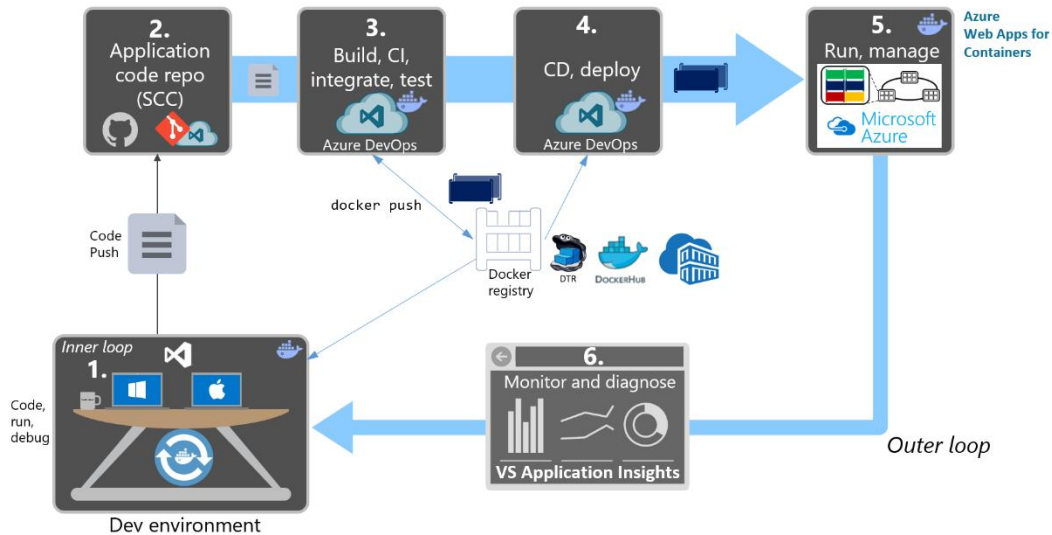 2.
Application
code repo
(SCC)
3.
Build, CI,
integrate, test
Azure DevOps
4.
CD, deploy
Azure DevOps
5.
Run, manage
Microsoft
Azure
Azure
Web Apps for
Containers
docker push
Code
Push
Docker
registry
DTR
DOCKERHUB
Inner loop
1.
Code,
run,
debug
Dev environment
6.
Monitor and diagnose
VS Application Insights
Outer loop